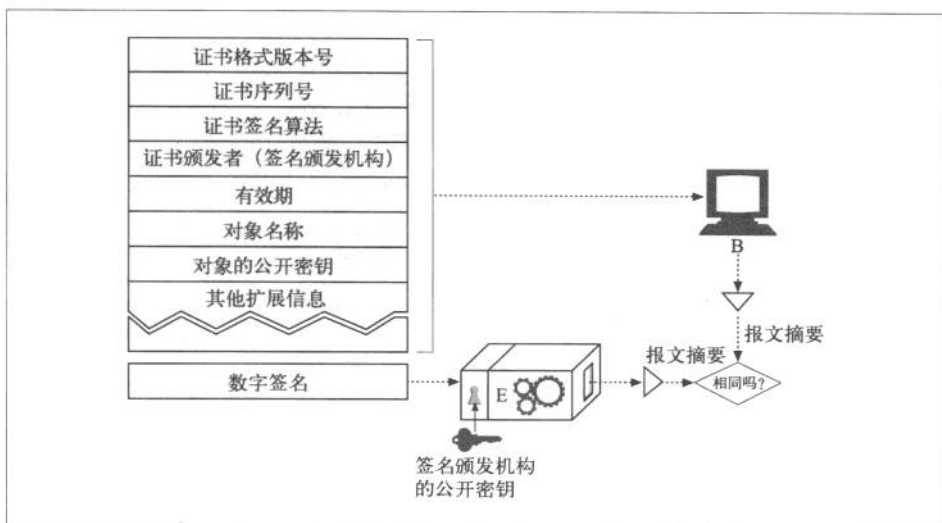 证书格式版本号
证书序列号
证书签名算法
证书颁发者（签名颁发机构）
有效期
对象名称
对象的公开密钥
其他扩展信息
数字签名
B
报文摘要
报文摘要
相同吗？
E
签名颁发机构
的公开密钥